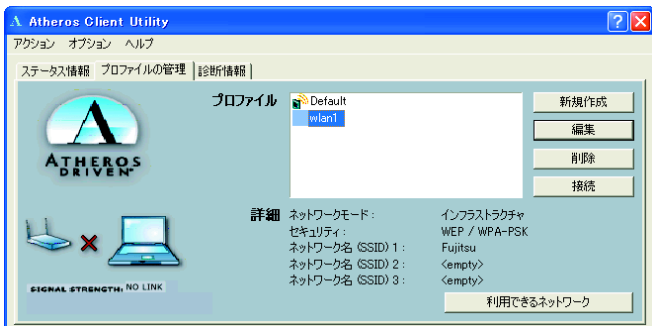 Atheros Client Utility
アクション オプション ヘルプ
ステータス情報 プロファイルの管理 診断情報
プロファイル
Default
wlan1
新規作成
編集
削除
接続
ATHEROS
DRIVEN
詳細
ネットワークモード: インフラストラクチャ
セキュリティ: WEP / WPA-PSK
ネットワーク名 (SSID) 1: Fujitsu
ネットワーク名 (SSID) 2: <empty>
ネットワーク名 (SSID) 3: <empty>
SIGNAL STRENGTH: NO LINK
利用できるネットワーク